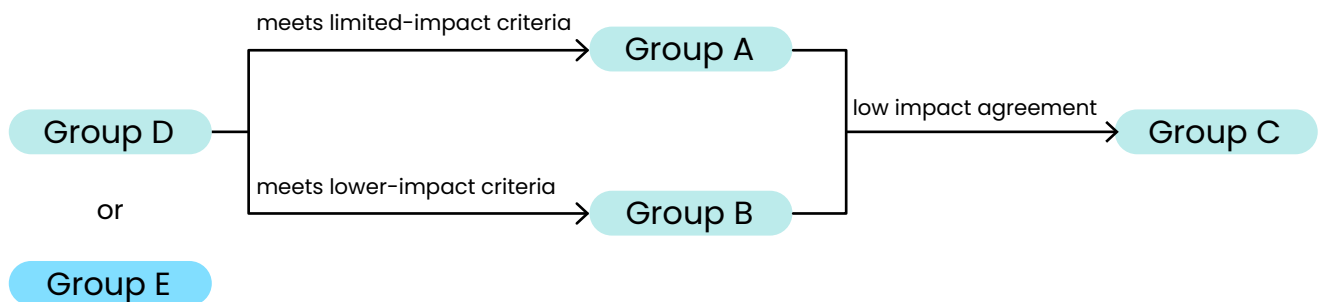 meets limited-impact criteria
Group A
low impact agreement
Group D
Group C
meets lower-impact criteria
or
Group B
Group E